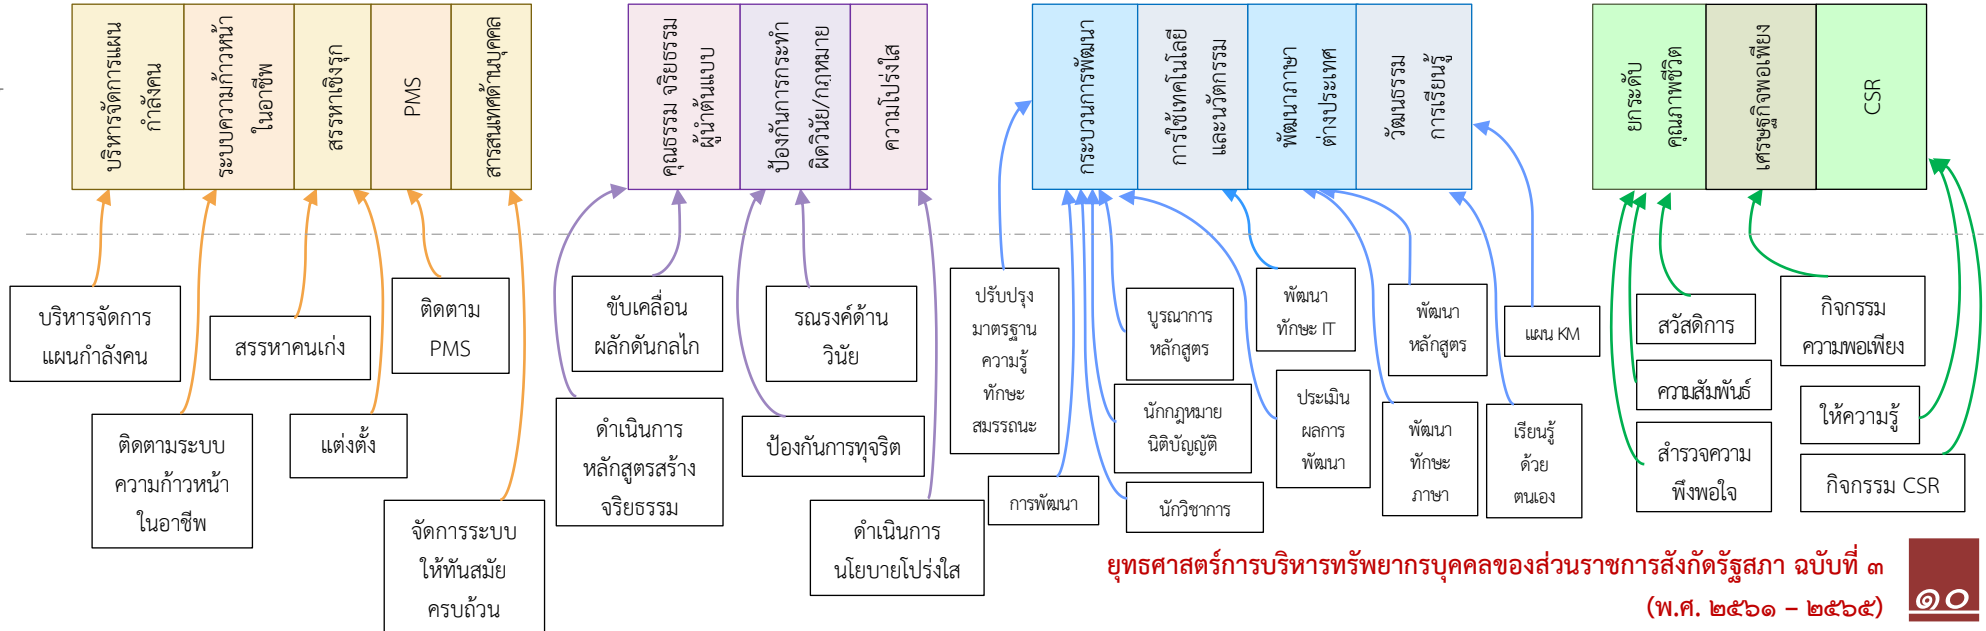 บริหารจัดการแผน
กำลังคน
ระบบความก้าวหน้า
ในอาชีพ
สรรหาเชิงรุก
PMS
สารสนเทศด้านบุคคล
คุณธรรม จริยธรรม
ผู้นำต้นแบบ
ป้องกันการกระทำ
ผิดวินัย/กฎหมาย
ความโปร่งใส
กระบวนการพัฒนา
การใช้เทคโนโลยี
และนวัตกรรม
พัฒนาภาษา
ต่างประเทศ
วัฒนธรรม
การเรียนรู้
ยกระดับ
คุณภาพชีวิต
เศรษฐกิจพอเพียง
CSR
บริหารจัดการ
แผนกำลังคน
ติดตามระบบ
ความก้าวหน้า
ในอาชีพ
สรรหาคนเก่ง
แต่งตั้ง
ติดตาม
PMS
จัดการระบบ
ให้ทันสมัย
ครบถ้วน
ขับเคลื่อน
ผลักดันกลไก
ดำเนินการ
หลักสูตรสร้าง
จริยธรรม
รณรงค์ด้าน
วินัย
ป้องกันการทุจริต
ดำเนินการ
นโยบายโปร่งใส
ปรับปรุง
มาตรฐาน
ความรู้
ทักษะ
สมรรถนะ
การพัฒนา
บูรณาการ
หลักสูตร
นักกฎหมาย
นิติบัญญัติ
นักวิชาการ
พัฒนา
ทักษะ IT
ประเมิน
ผลการ
พัฒนา
พัฒนา
หลักสูตร
พัฒนา
ทักษะ
ภาษา
แผน KM
เรียนรู้
ด้วย
ตนเอง
สวัสดิการ
ความสัมพันธ์
สำรวจความ
พึงพอใจ
กิจกรรม
ความพอเพียง
ให้ความรู้
กิจกรรม CSR
ยุทธศาสตร์การบริหารทรัพยากรบุคคลของส่วนราชการสังกัดรัฐสภา ฉบับที่ ๓
(พ.ศ. ๒๕๖๑ – ๒๕๖๕)
๑๐